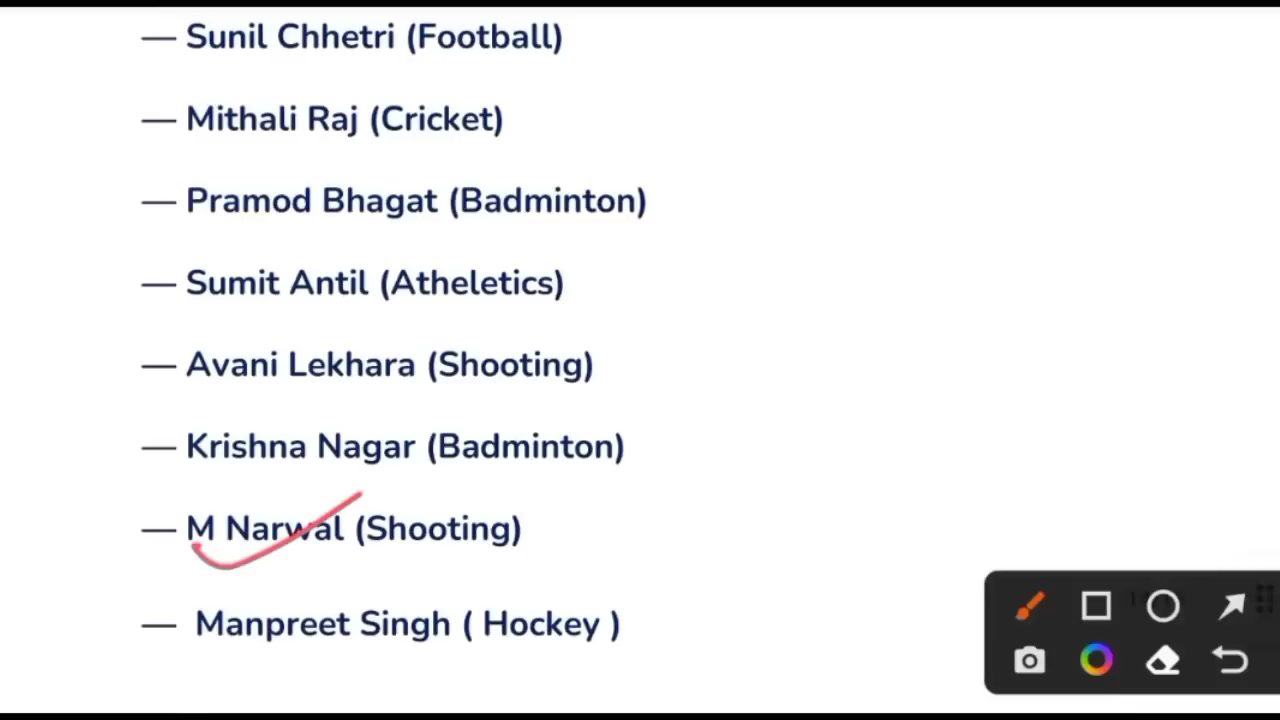 — Sunil Chhetri (Football)
— Mithali Raj (Cricket)
— Pramod Bhagat (Badminton)
— Sumit Antil (Atheletics)
— Avani Lekhara (Shooting)
— Krishna Nagar (Badminton)
— M Narwal (Shooting)
— Manpreet Singh ( Hockey )